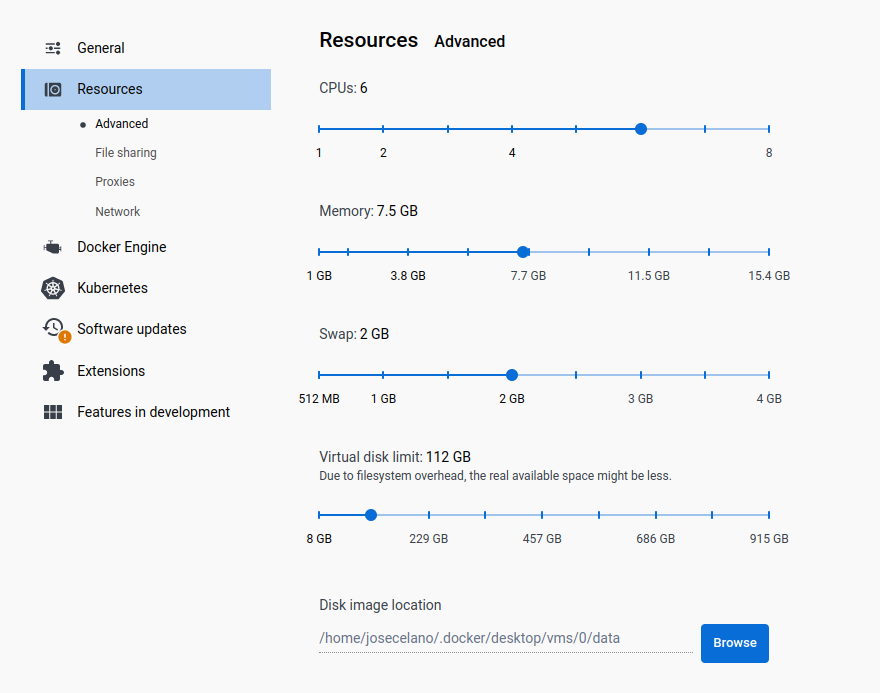 General
Resources
Advanced
File sharing
Proxies
Network
Docker Engine
Kubernetes
Software updates
Extensions
Features in development
Resources Advanced
CPUs: 6
1 2 4 8
Memory: 7.5 GB
1 GB 3.8 GB 7.7 GB 11.5 GB 15.4 GB
Swap: 2 GB
512 MB 1 GB 2 GB 3 GB 4 GB
Virtual disk limit: 112 GB
Due to filesystem overhead, the real available space might be less.
8 GB 229 GB 457 GB 686 GB 915 GB
Disk image location
/home/josecelano/.docker/desktop/vms/0/data
Browse